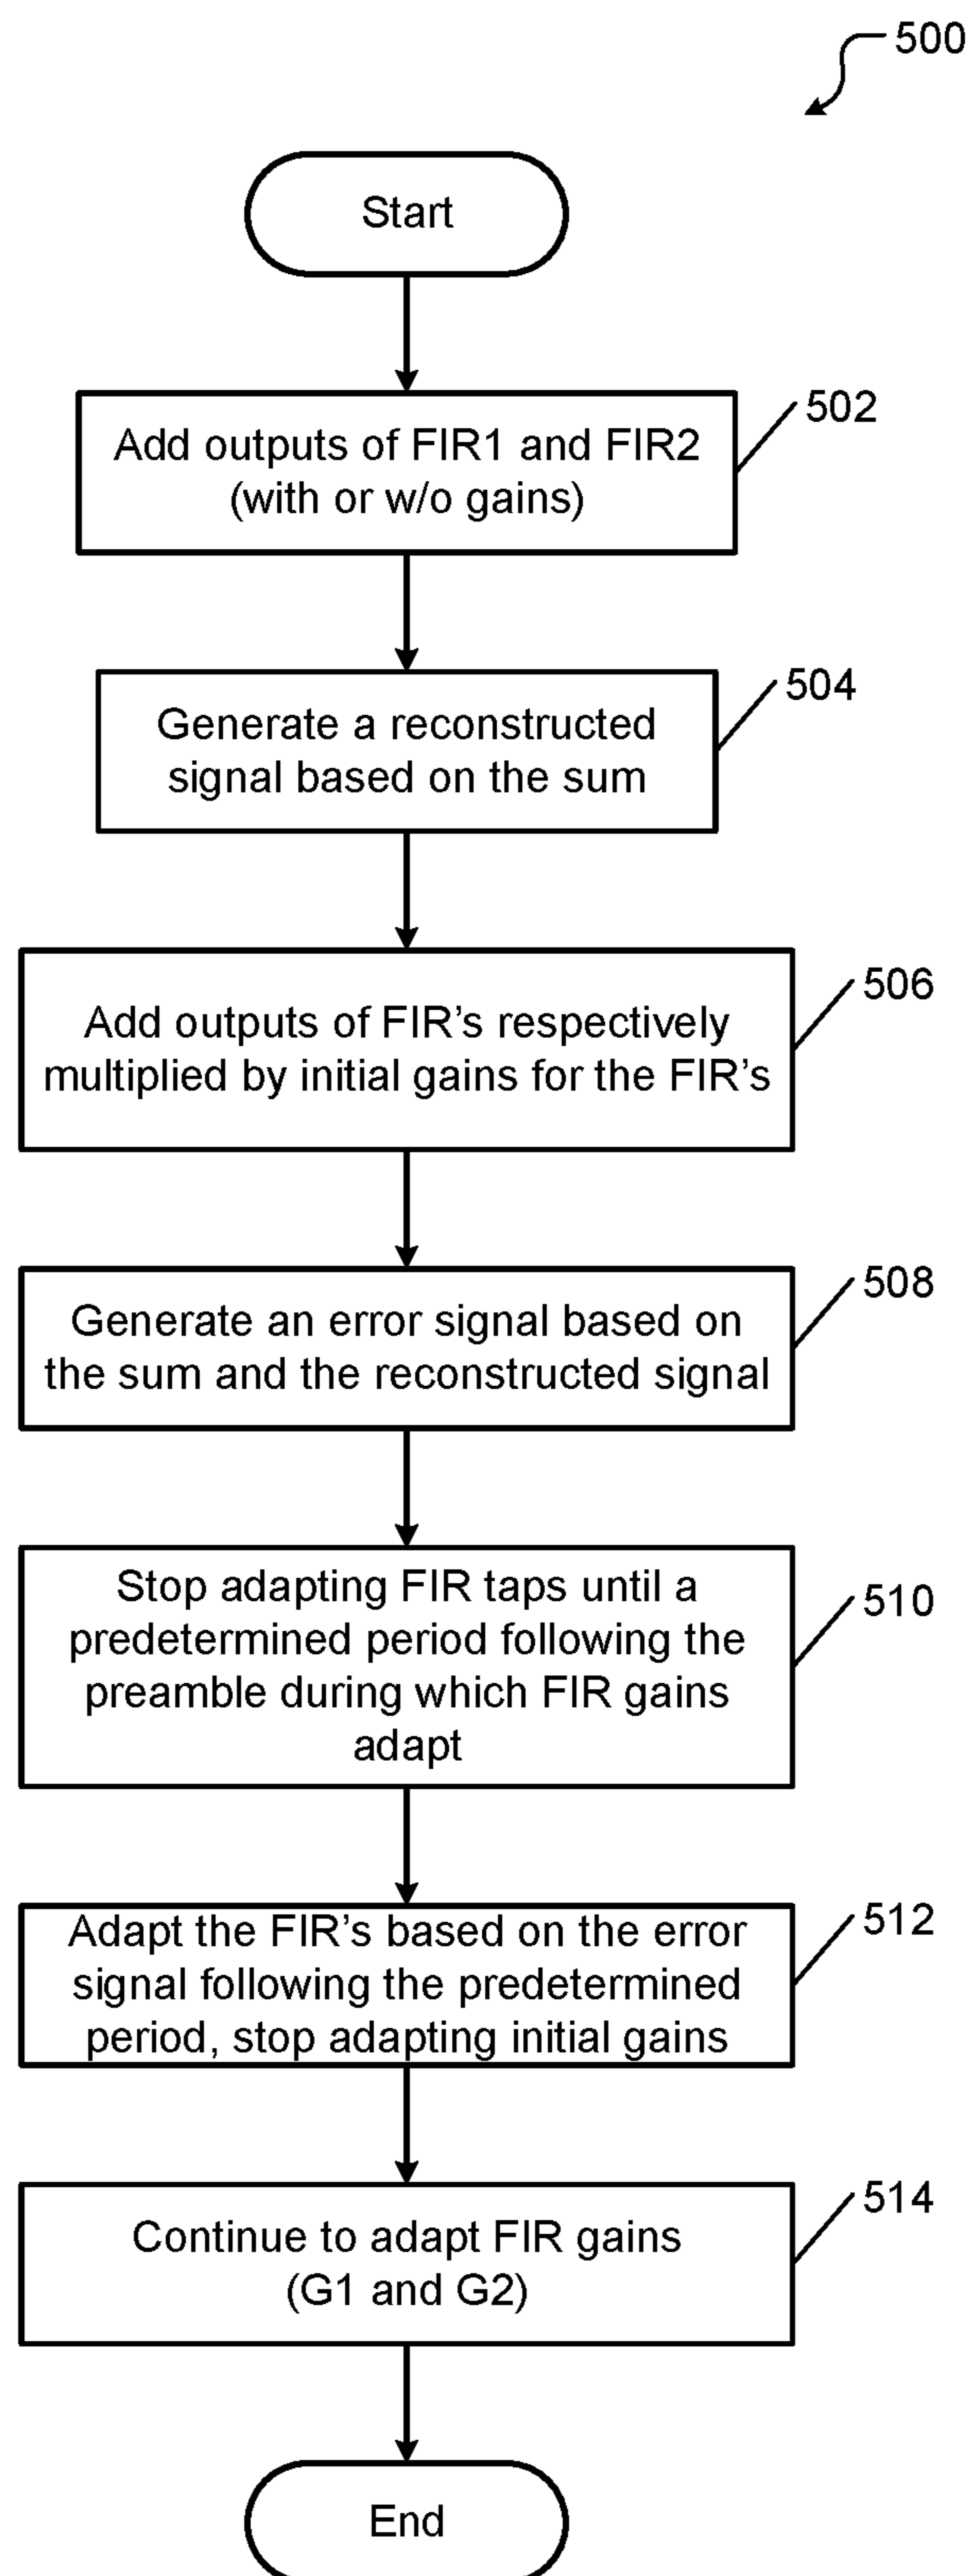 500
Start
502
Add outputs of FIR1 and FIR2
(with or w/o gains)
504
Generate a reconstructed
signal based on the sum
506
Add outputs of FIR's respectively
multiplied by initial gains for the FIR's
508
Generate an error signal based on
the sum and the reconstructed signal
510
Stop adapting FIR taps until a
predetermined period following the
preamble during which FIR gains
adapt
512
Adapt the FIR's based on the error
signal following the predetermined
period, stop adapting initial gains
514
Continue to adapt FIR gains
(G1 and G2)
End